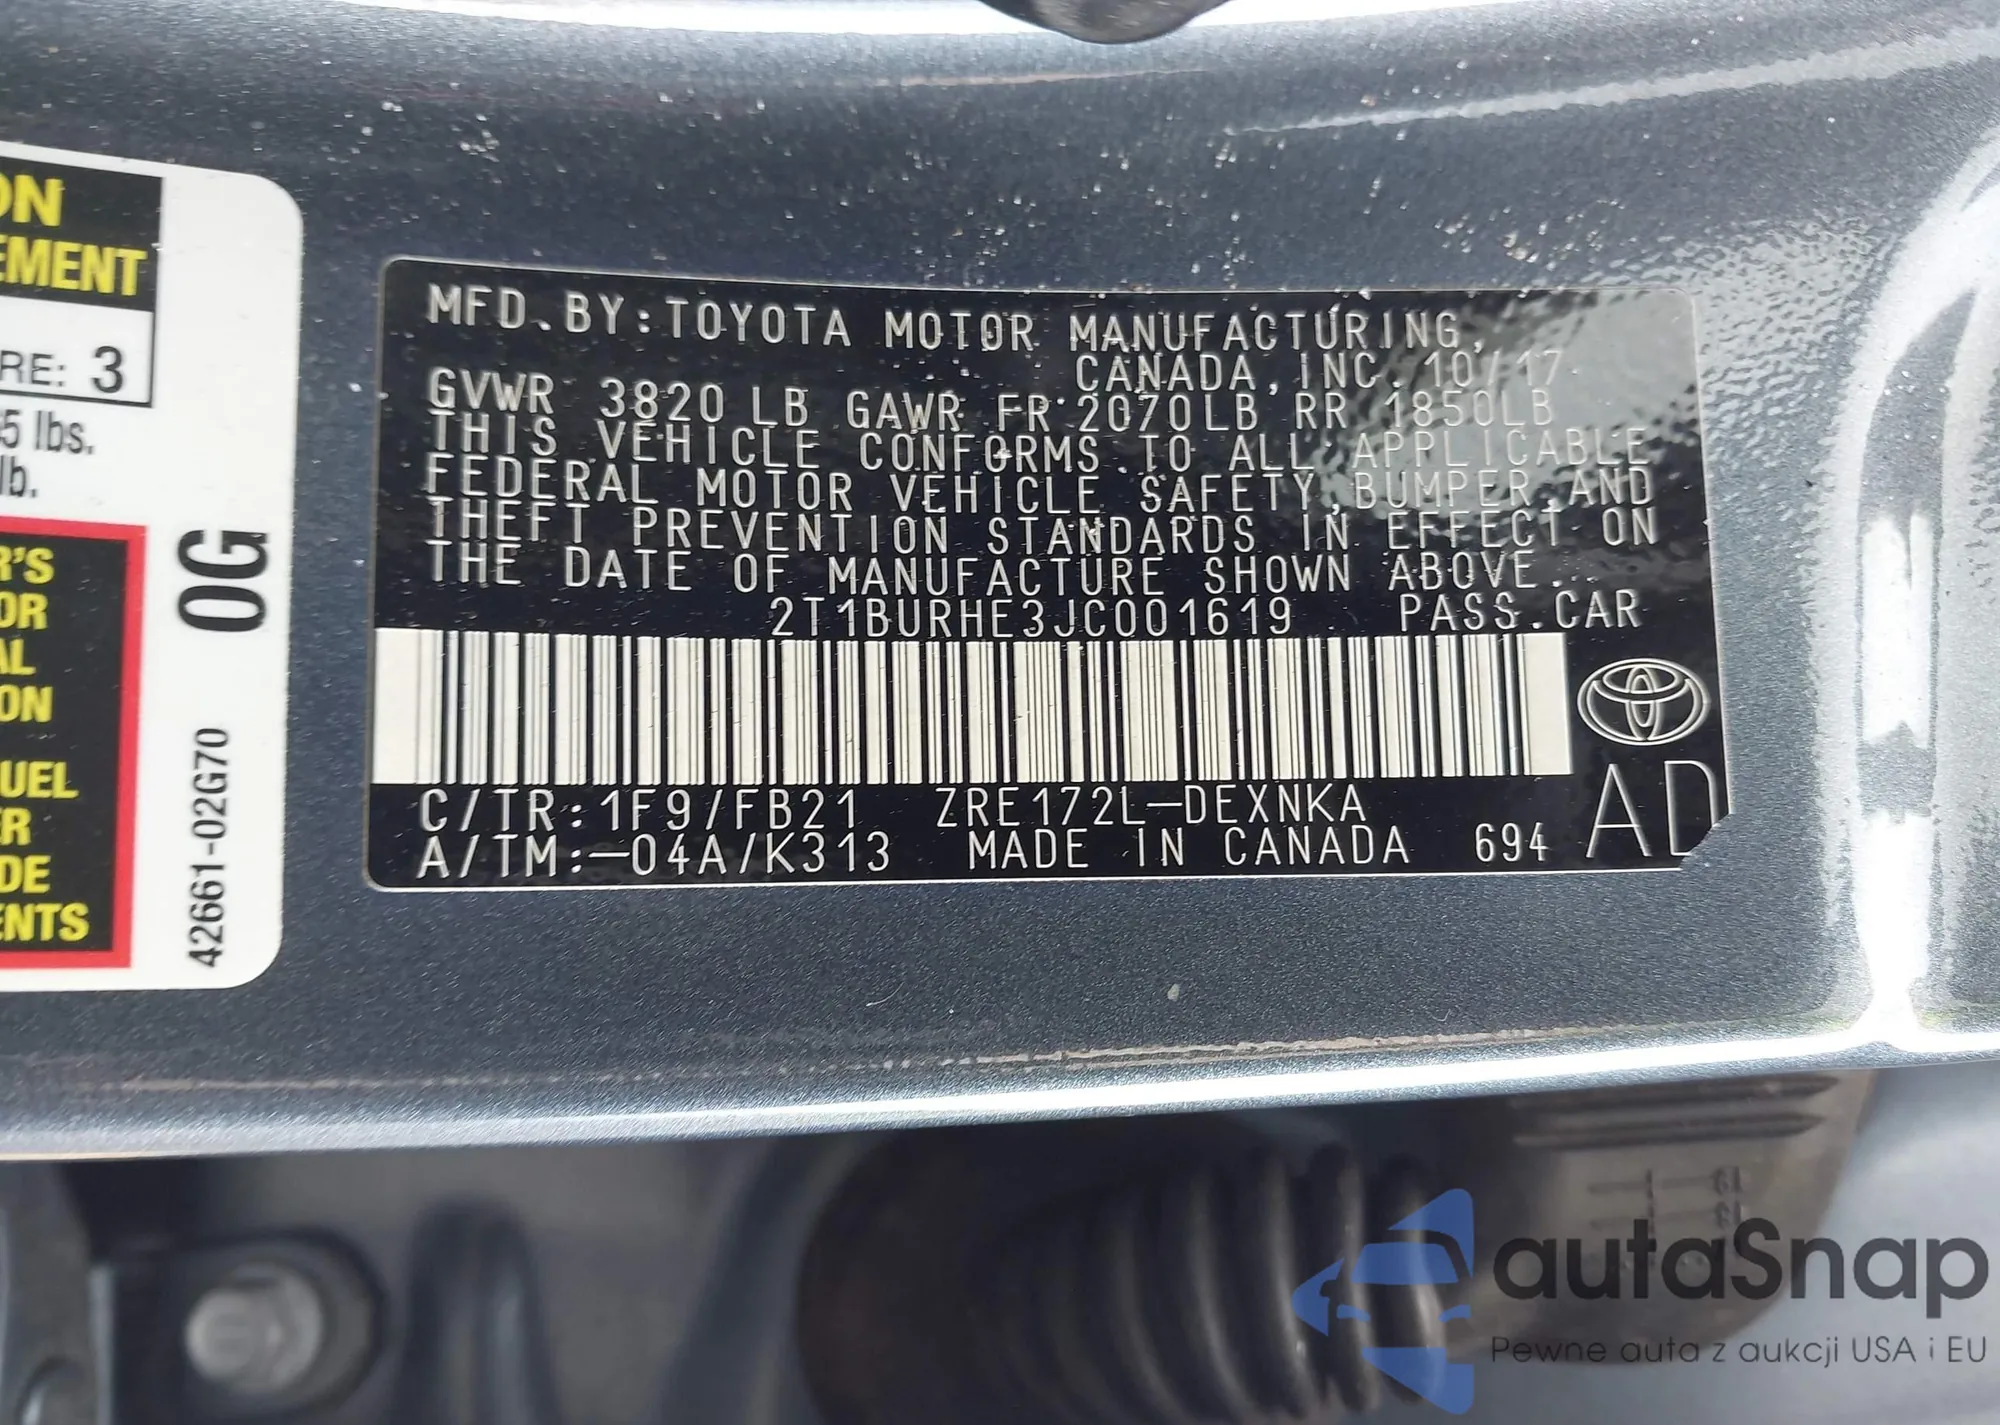 ON
EMENT
RE: 3
5 lbs.
lb.
R'S
OR
AL
ON
UEL
ER
DE
ENTS
0G
42661-02G70
MFD.BY:TOYOTA MOTOR MANUFACTURING,
CANADA,INC. 10/17
GVWR 3820 LB GAWR FR 2070LB RR 1850LB
THIS VEHICLE CONFORMS TO ALL APPLICABLE
FEDERAL MOTOR VEHICLE SAFETY,BUMPER,AND
THEFT PREVENTION STANDARDS IN EFFECT ON
THE DATE OF MANUFACTURE SHOWN ABOVE.
2T1BURHE3JC001619 PASS.CAR
C/TR:1F9/FB21 ZRE172L-DEXNKA
A/TM:-04A/K313 MADE IN CANADA 694 AD
autaSnap
Pewne auta z aukcji USA i EU